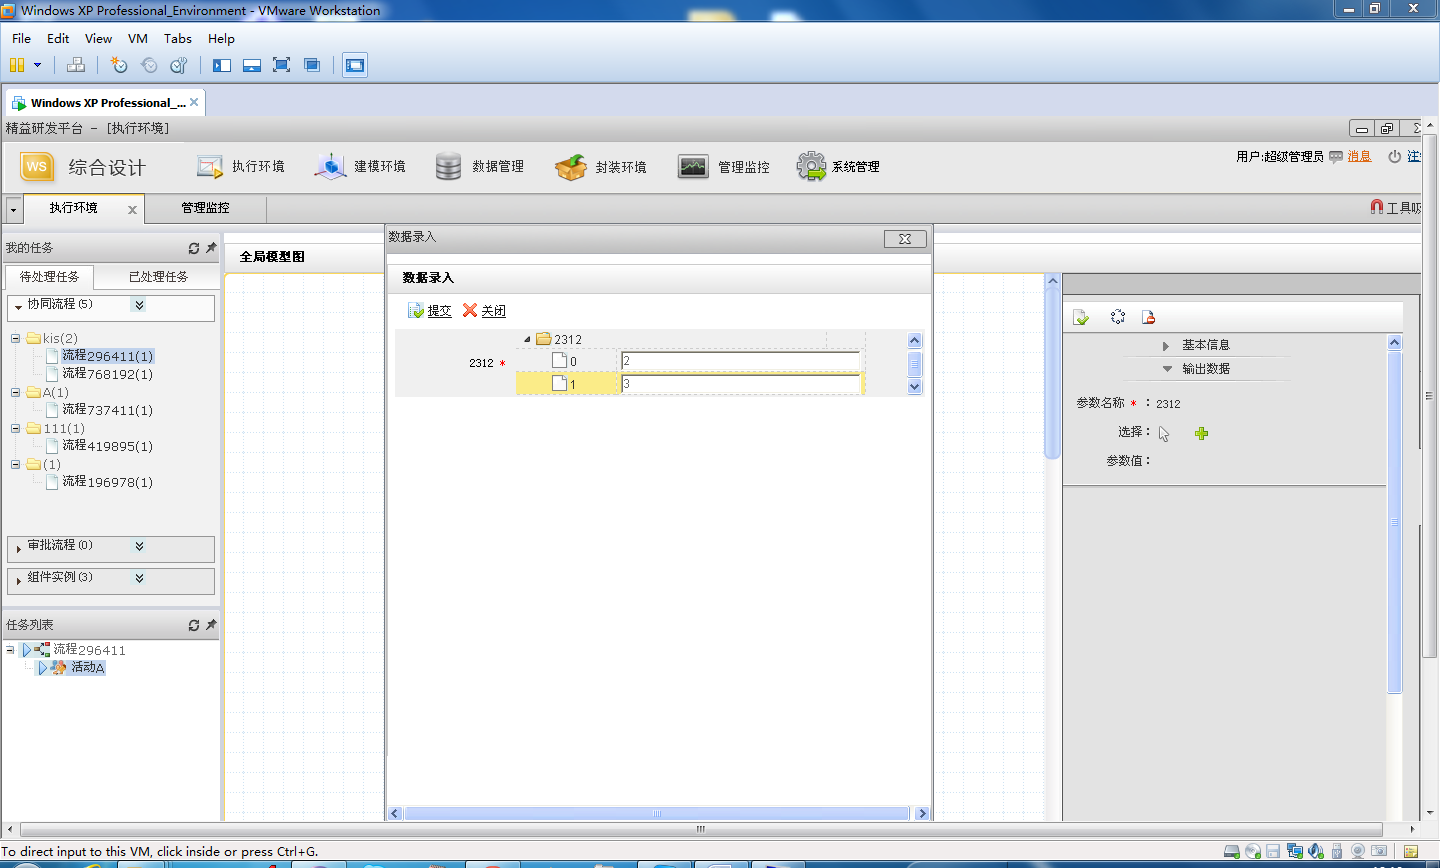 Windows XP Professional_Environment - VMware Workstation
File Edit View VM Tabs Help
Windows XP Professional_...
精益研发平台 - [执行环境]
WS 综合设计 执行环境 建模环境 数据管理 封装环境 管理监控 系统管理 用户:超级管理员 消息
执行环境 管理监控 工具
我的任务
待处理任务 已处理任务
协同流程(5)
kis(2)
流程296411(1)
流程768192(1)
A(1)
流程737411(1)
111(1)
流程419895(1)
(1)
流程196978(1)
审批流程(0)
组件实例(3)
任务列表
流程296411
活动A
全局模型图
数据录入
数据录入
提交 关闭
2312
2312 *
0 2
1 3
基本信息
输出数据
参数名称 * : 2312
选择:
参数值:
To direct input to this VM, click inside or press Ctrl+G.